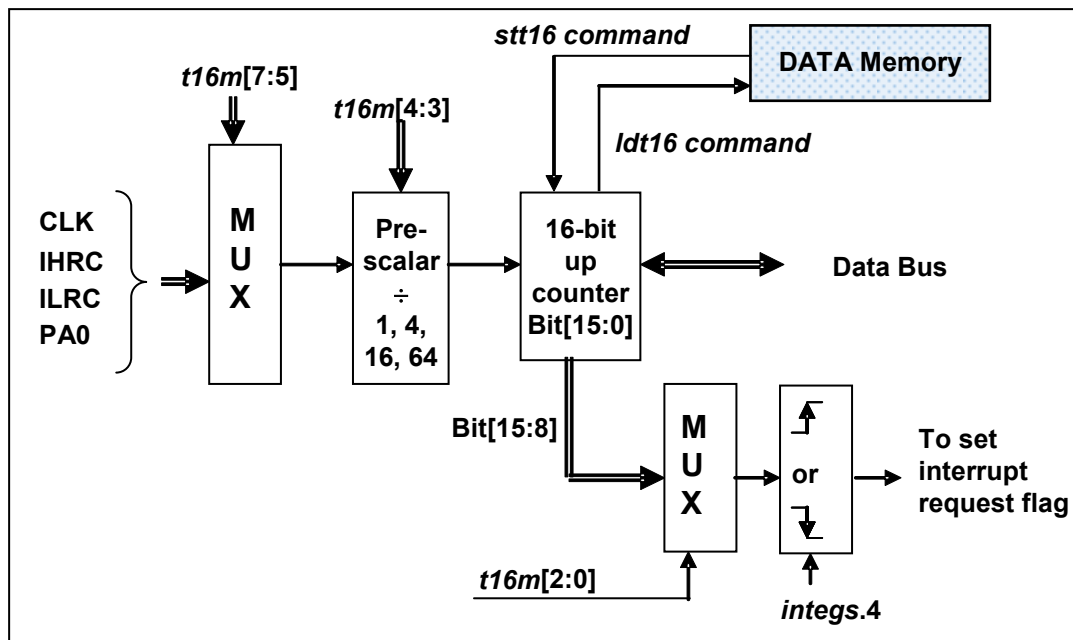 stt16 command
DATA Memory
t16m[7:5]
t16m[4:3]
ldt16 command
CLK
IHRC
ILRC
PA0
M
U
X
Pre-
scalar
÷
1, 4,
16, 64
16-bit
up
counter
Bit[15:0]
Data Bus
Bit[15:8]
M
U
X
or
To set
interrupt
request flag
t16m[2:0]
integs.4